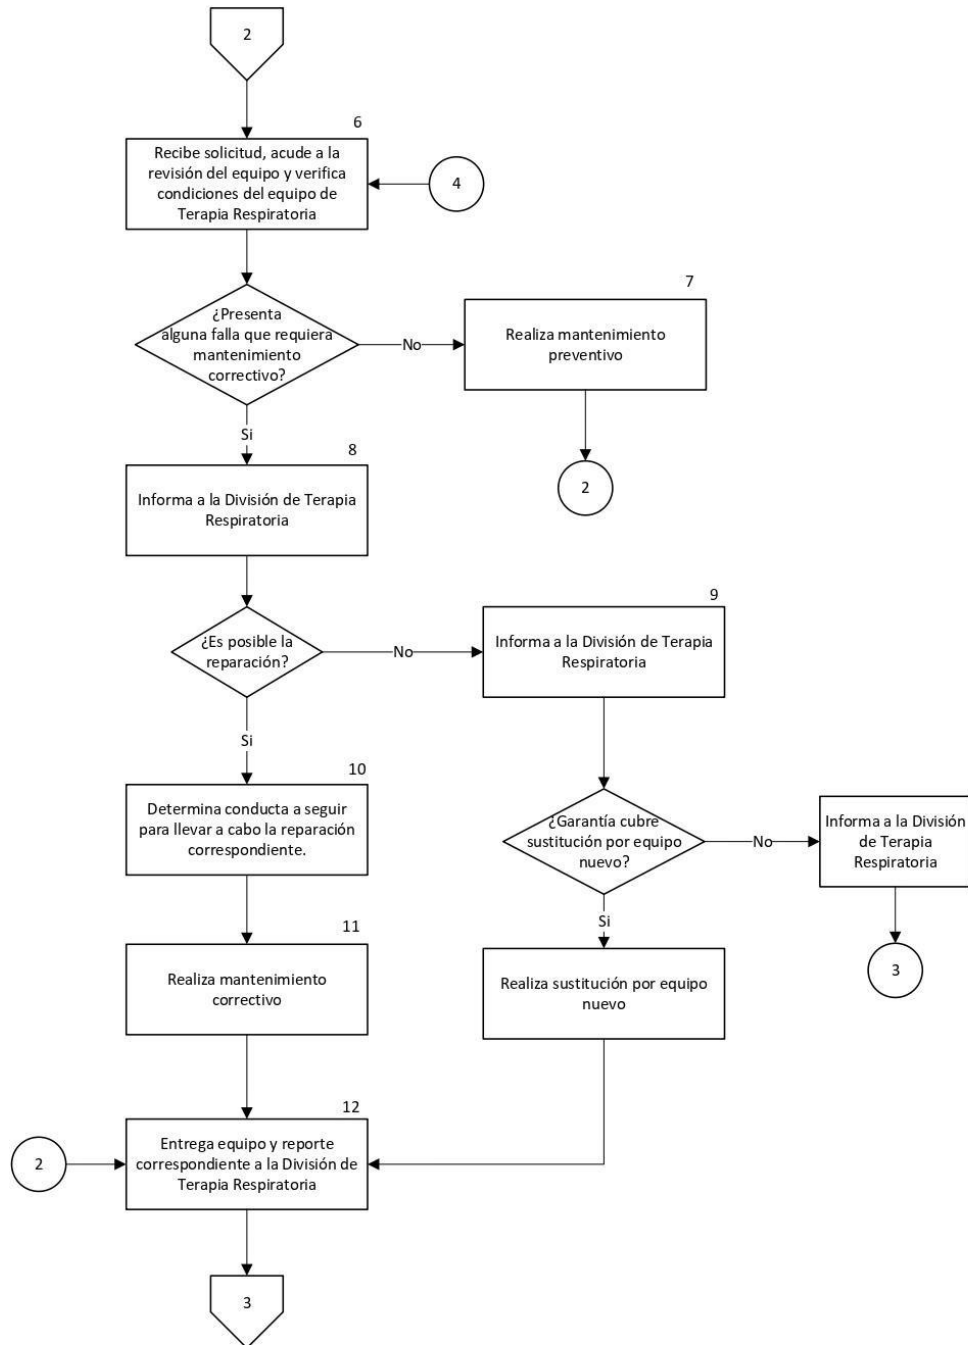 2
6
Recibe solicitud, acude a la
revisión del equipo y verifica
condiciones del equipo de
Terapia Respiratoria
4
¿Presenta
alguna falla que requiera
mantenimiento
correctivo?
No
7
Realiza mantenimiento
preventivo
2
Si
8
Informa a la División de Terapia
Respiratoria
¿Es posible la
reparación?
No
9
Informa a la División de Terapia
Respiratoria
Si
10
Determina conducta a seguir
para llevar a cabo la reparación
correspondiente.
¿Garantía cubre
sustitución por equipo
nuevo?
No
Informa a la División
de Terapia
Respiratoria
3
Si
11
Realiza mantenimiento
correctivo
Realiza sustitución por equipo
nuevo
12
2
Entrega equipo y reporte
correspondiente a la División de
Terapia Respiratoria
3